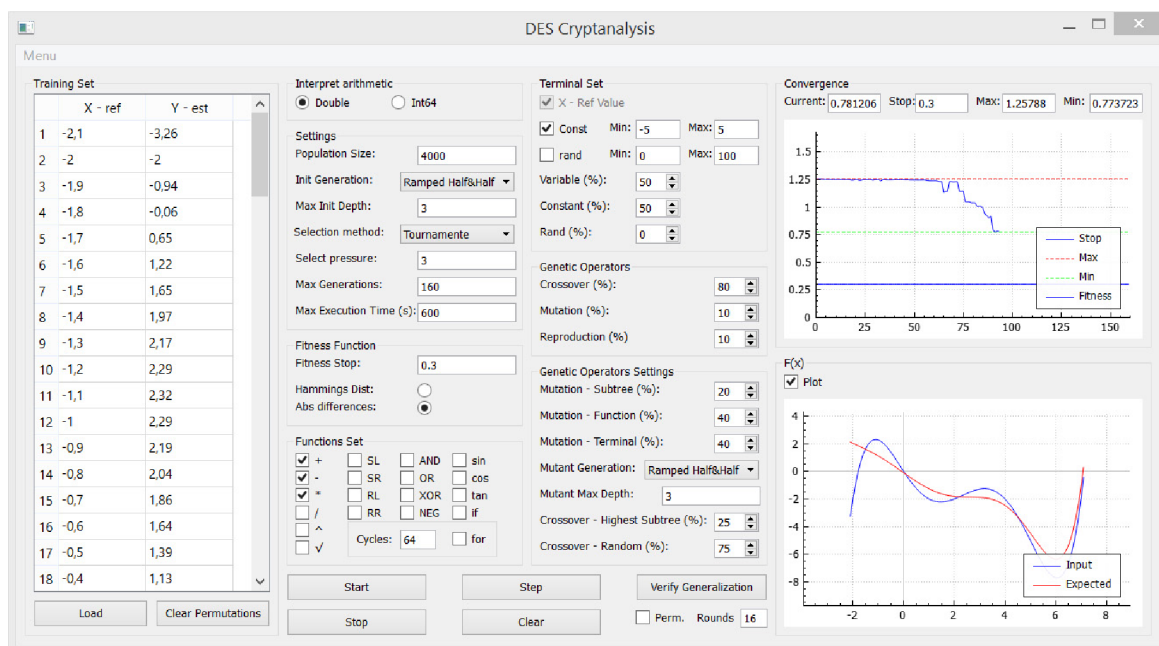 DES Cryptanalysis
Menu
Training Set
X - ref Y - est
1 -2,1 -3,26
2 -2 -2
3 -1,9 -0,94
4 -1,8 -0,06
5 -1,7 0,65
6 -1,6 1,22
7 -1,5 1,65
8 -1,4 1,97
9 -1,3 2,17
10 -1,2 2,29
11 -1,1 2,32
12 -1 2,29
13 -0,9 2,19
14 -0,8 2,04
15 -0,7 1,86
16 -0,6 1,64
17 -0,5 1,39
18 -0,4 1,13
Load Clear Permutations
Interpret arithmetic
Double Int64
Settings
Population Size: 4000
Init Generation: Ramped Half&Half
Max Init Depth: 3
Selection method: Tournamente
Select pressure: 3
Max Generations: 160
Max Execution Time (s): 600
Fitness Function
Fitness Stop: 0.3
Hammings Dist:
Abs differences:
Functions Set
+ SL AND sin
- SR OR cos
* RL XOR tan
/ RR NEG if
^
√ Cycles: 64 for
Start Step Verify Generalization
Stop Clear Perm. Rounds 16
Terminal Set
X - Ref Value
Const Min: -5 Max: 5
rand Min: 0 Max: 100
Variable (%): 50
Constant (%): 50
Rand (%): 0
Genetic Operators
Crossover (%): 80
Mutation (%): 10
Reproduction (%) 10
Genetic Operators Settings
Mutation - Subtree (%): 20
Mutation - Function (%): 40
Mutation - Terminal (%): 40
Mutant Generation: Ramped Half&Half
Mutant Max Depth: 3
Crossover - Highest Subtree (%): 25
Crossover - Random (%): 75
Convergence
Current: 0.781206 Stop: 0.3 Max: 1.25788 Min: 0.773723
1.5
1.25
1
0.75
0.5
0.25
0
0 25 50 75 100 125 150
Stop
Max
Min
Fitness
F(x)
Plot
4
2
0
-2
-4
-6
-8
-2 0 2 4 6 8
Input
Expected